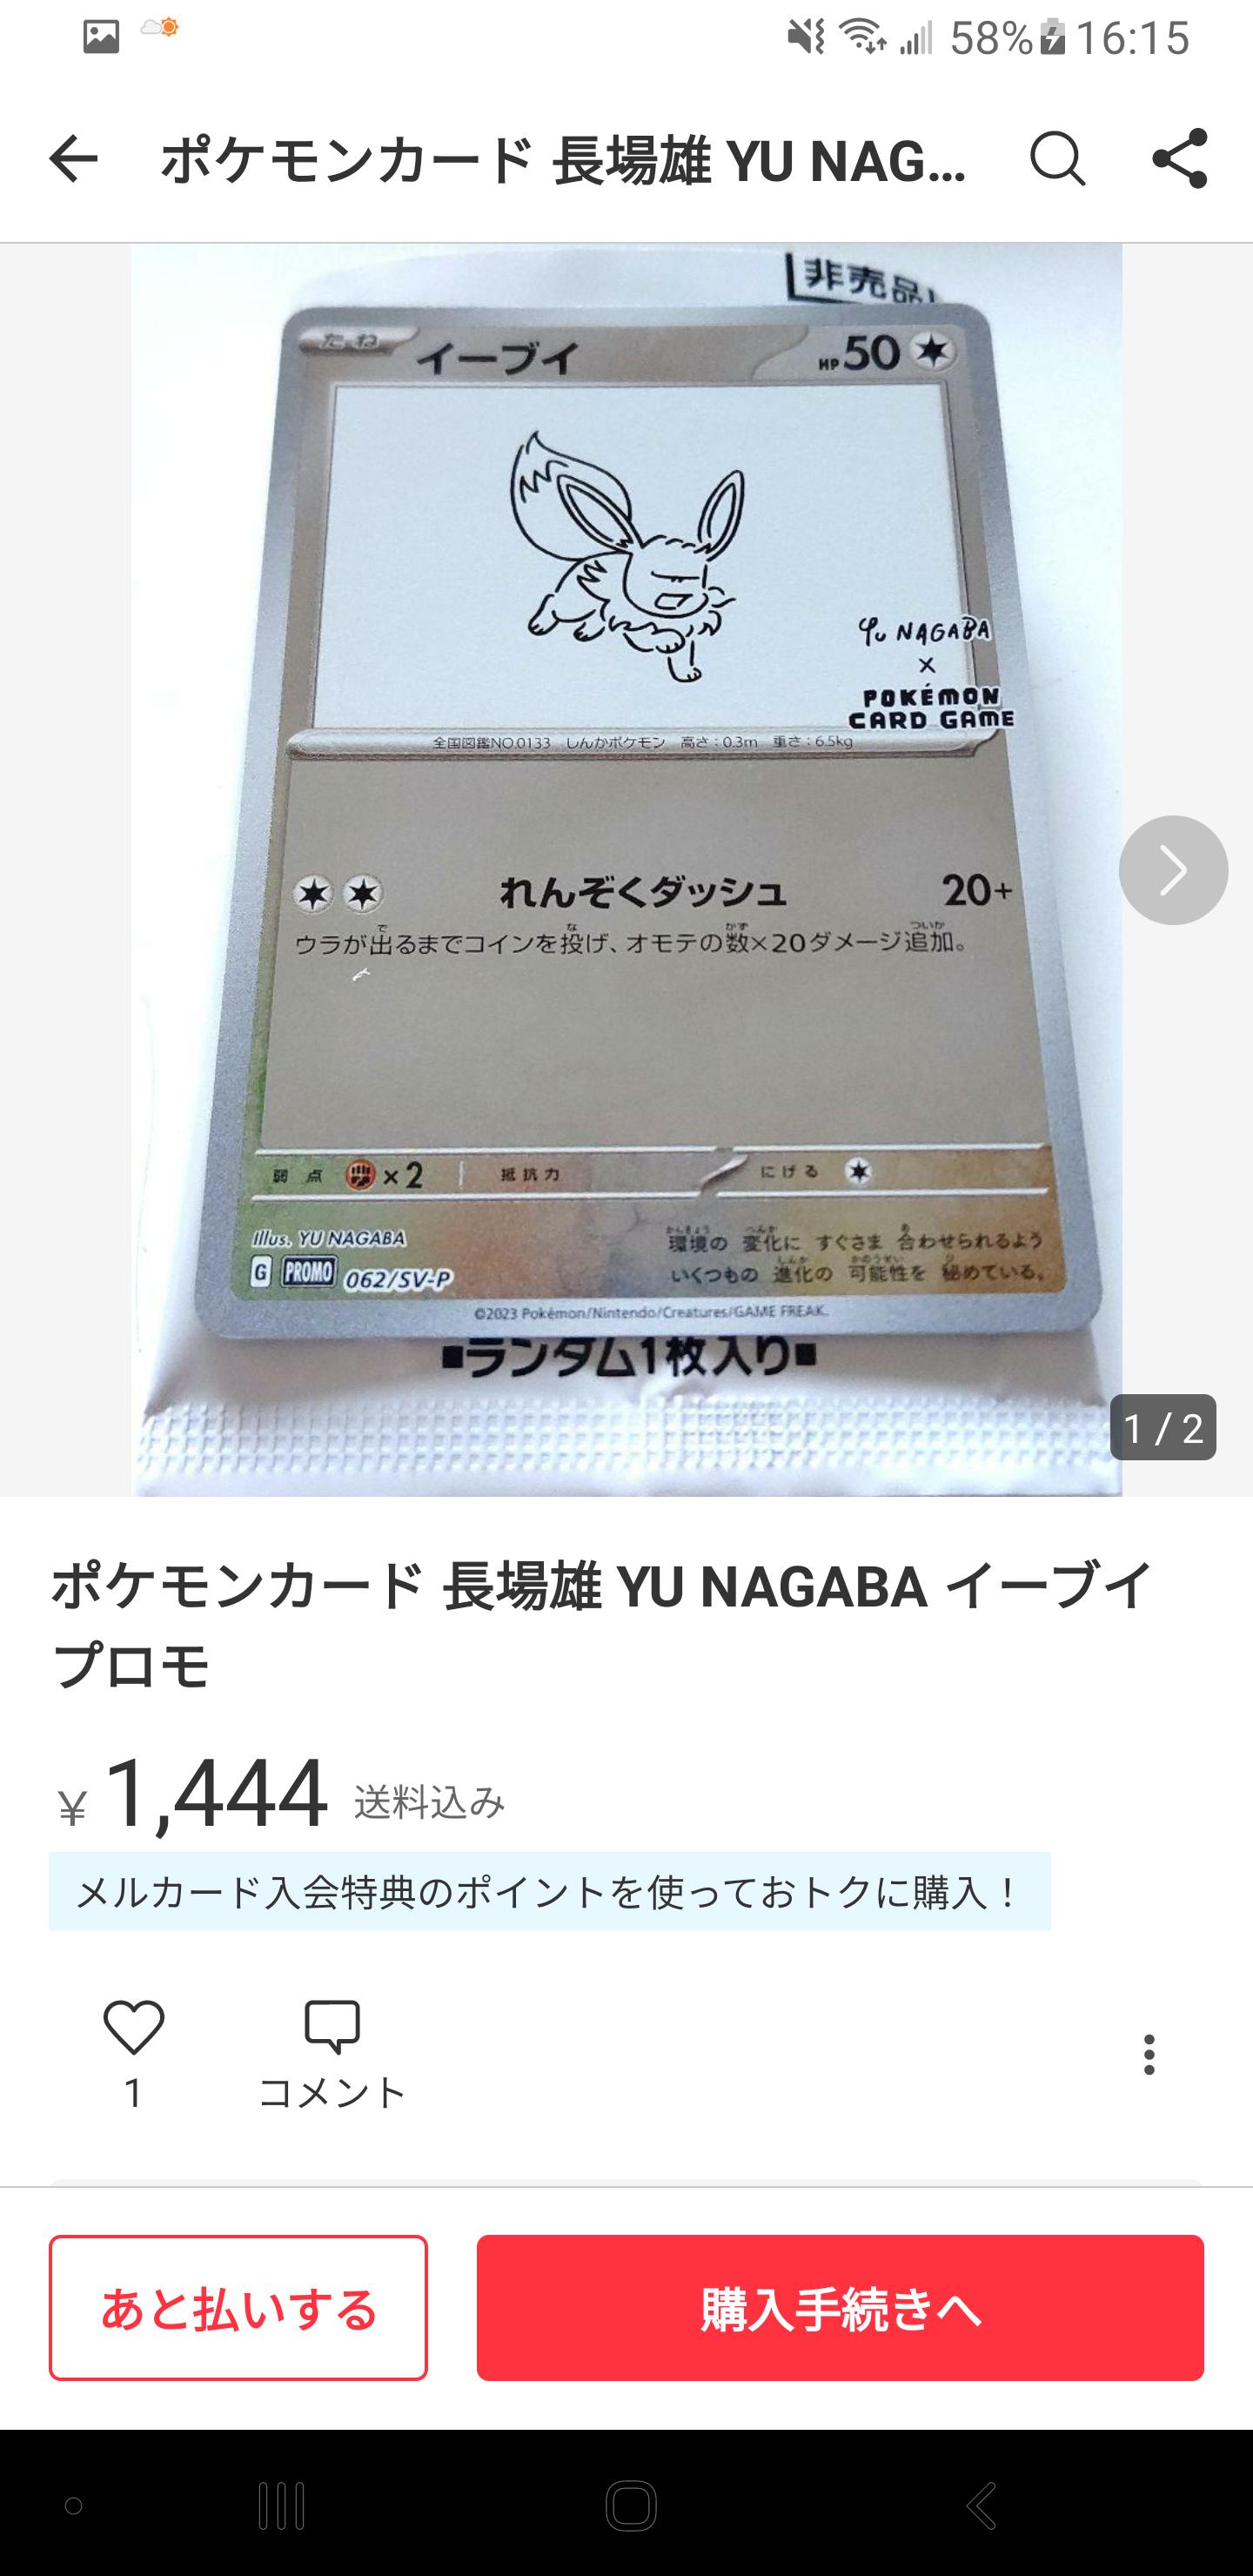 58% 16:15
ポケモンカード 長場雄 YU NAG...
非売品
たね イーブイ HP50
Yu NAGABA
×
POKÉMON
CARD GAME
全国図鑑NO.0133 しんかポケモン 高さ:0.3m 重さ:6.5kg
れんぞくダッシュ 20+
ウラが出るまでコインを投げ、オモテの数×20ダメージ追加。
弱点 ×2 抵抗力 にげる
Illus. YU NAGABA
環境の 変化に すぐさま 合わせられるよう
G PROMO 062/SV-P
いくつもの 進化の 可能性を 秘めている。
©2023 Pokémon/Nintendo/Creatures/GAME FREAK.
■ランダム1枚入り■
1 / 2
ポケモンカード 長場雄 YU NAGABA イーブイ
プロモ
¥ 1,444 送料込み
メルカード入会特典のポイントを使っておトクに購入！
1 コメント
あと払いする 購入手続きへ